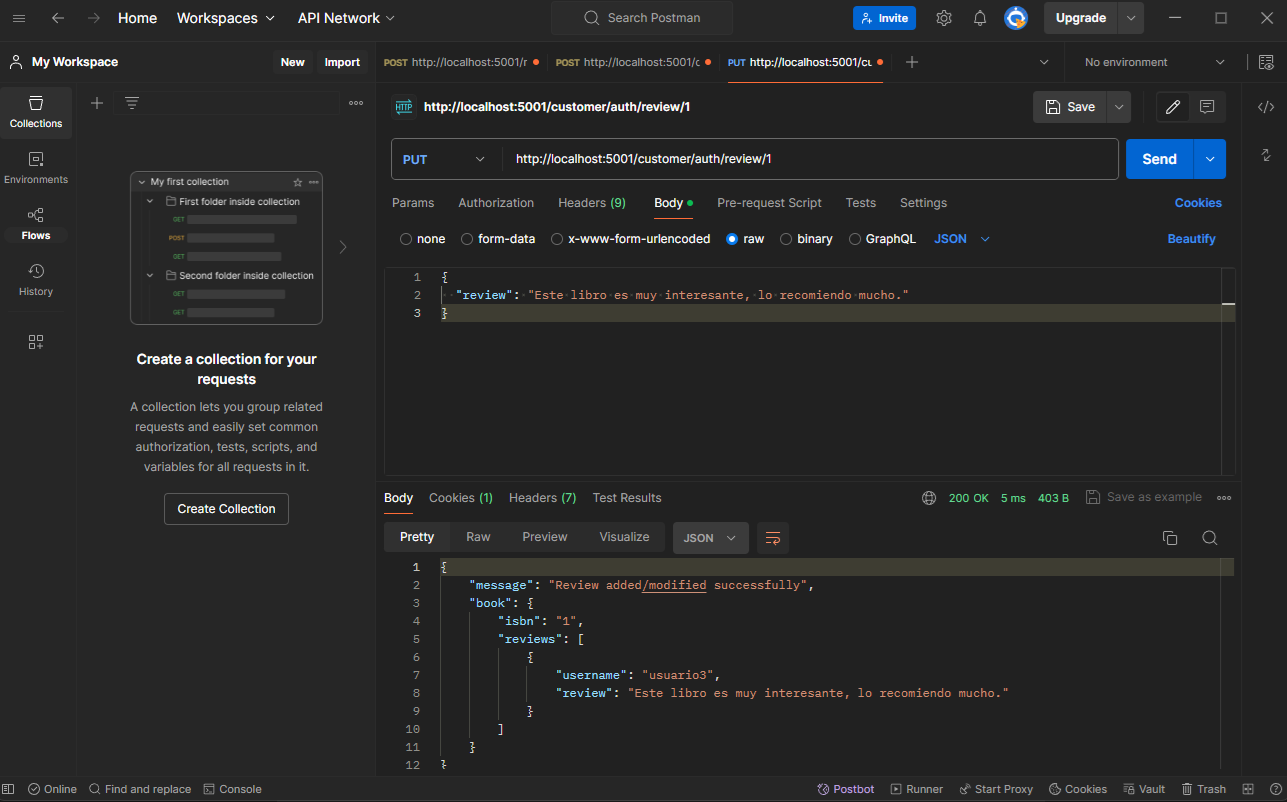 Home Workspaces API Network Search Postman Invite Upgrade
My Workspace New Import POST http://localhost:5001/r POST http://localhost:5001/c PUT http://localhost:5001/cu No environment
Collections
Environments
Flows
History
My first collection
First folder inside collection
GET
POST
GET
Second folder inside collection
GET
GET
Create a collection for your
requests
A collection lets you group related
requests and easily set common
authorization, tests, scripts, and
variables for all requests in it.
Create Collection
HTTP http://localhost:5001/customer/auth/review/1 Save
PUT http://localhost:5001/customer/auth/review/1 Send
Params Authorization Headers (9) Body Pre-request Script Tests Settings Cookies
none form-data x-www-form-urlencoded raw binary GraphQL JSON Beautify
1 {
2 "review": "Este libro es muy interesante, lo recomiendo mucho."
3 }
Body Cookies (1) Headers (7) Test Results 200 OK 5 ms 403 B Save as example
Pretty Raw Preview Visualize JSON
1 {
2 "message": "Review added/modified successfully",
3 "book": {
4 "isbn": "1",
5 "reviews": [
6 {
7 "username": "usuario3",
8 "review": "Este libro es muy interesante, lo recomiendo mucho."
9 }
10 ]
11 }
12 }
Online Find and replace Console Postbot Runner Start Proxy Cookies Vault Trash